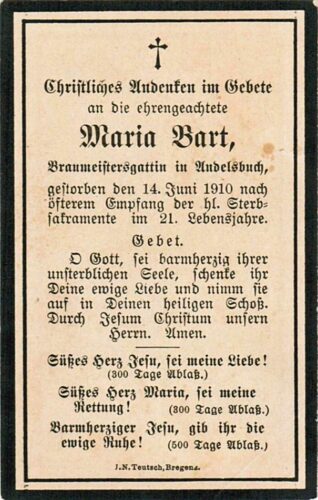 Christliches Andenken im Gebete
an die ehrengeachtete
Maria Bart,
Braumeistersgattin in Andelsbuch,
gestorben den 14. Juni 1910 nach
öfterem Empfang der hl. Sterb-
sakramente im 21. Lebensjahre.
Gebet.
O Gott, sei barmherzig ihrer
unsterblichen Seele, schenke ihr
Deine ewige Liebe und nimm sie
auf in Deinen heiligen Schoß.
Durch Jesum Christum unsern
Herrn. Amen.
Süßes Herz Jesu, sei meine Liebe!
(300 Tage Ablaß.)
Süßes Herz Maria, sei meine
Rettung! (300 Tage Ablaß.)
Barmherziger Jesu, gib ihr die
ewige Ruhe! (500 Tage Ablaß.)
J.N. Teutsch, Bregenz.